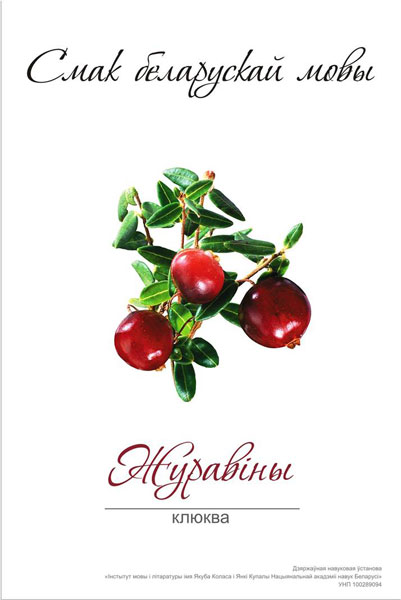 Смак беларускай мовы
Журавіны
клюква
Дзяржаўная навуковая ўстанова
«Інстытут мовы і літаратуры імя Якуба Коласа і Янкі Купалы Нацыянальнай акадэміі навук Беларусі»
УНП 100289094